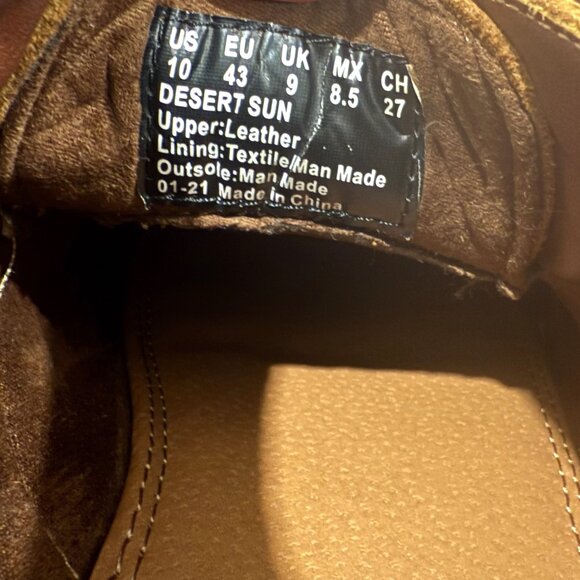 US EU UK MX CH
10 43 9 8.5 27
DESERT SUN
Upper:Leather
Lining:Textile/Man Made
Outsole:Man Made
01-21 Made in China